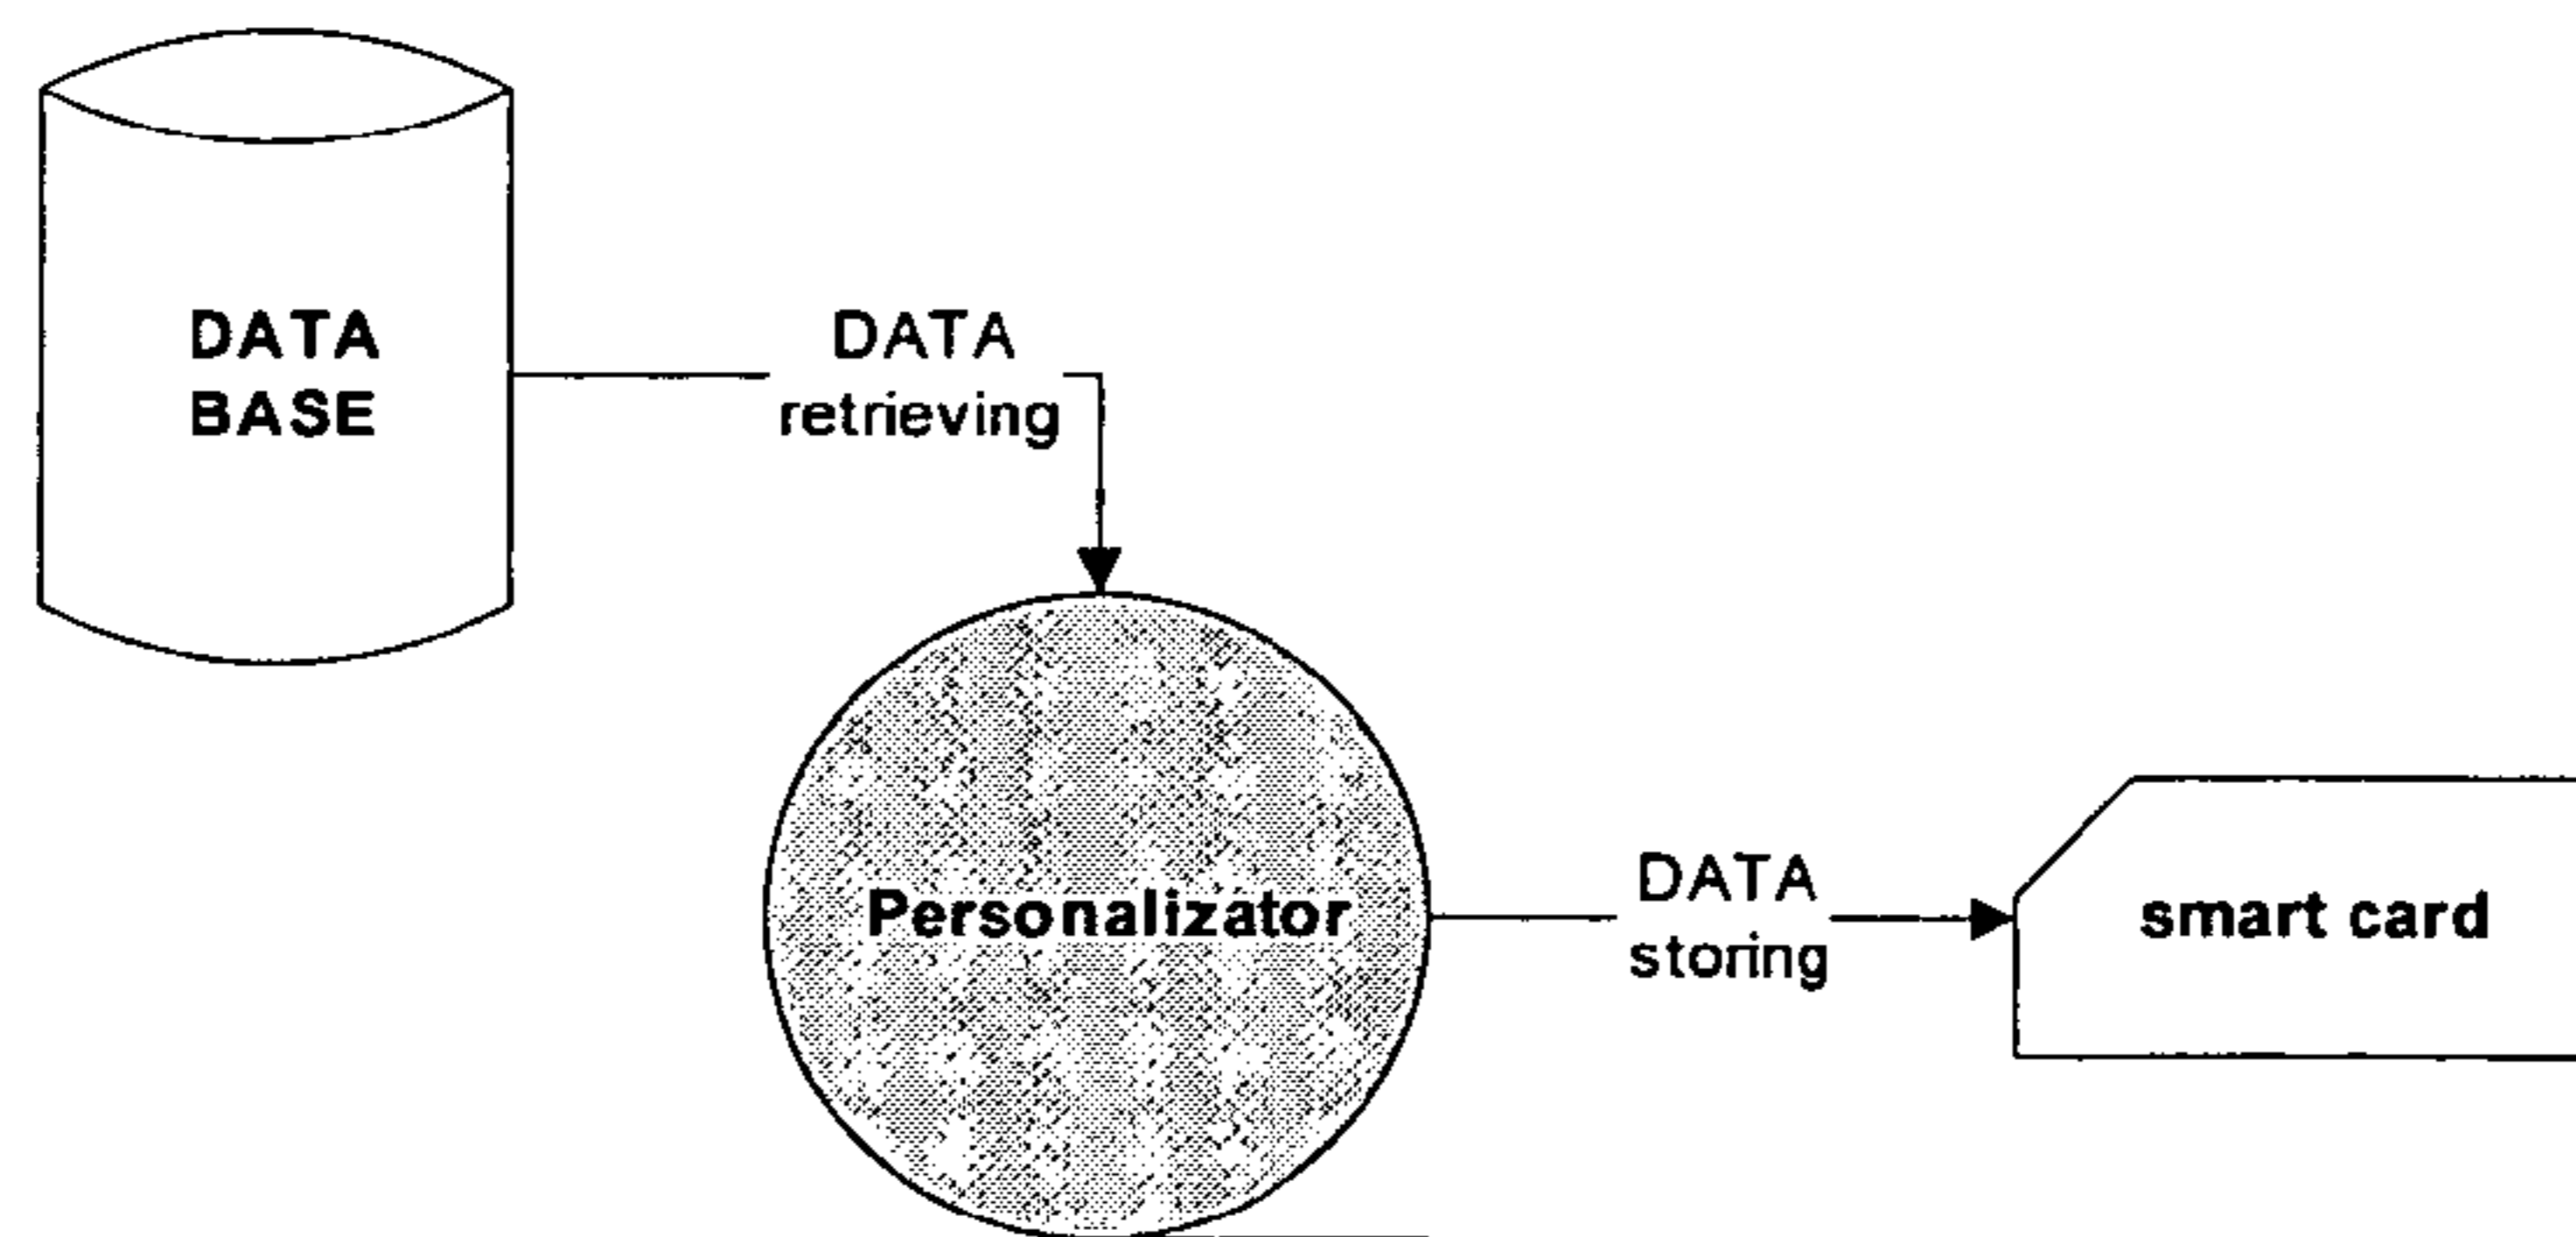 DATA
BASE
DATA
retrieving
Personalizator
DATA
storing
smart card